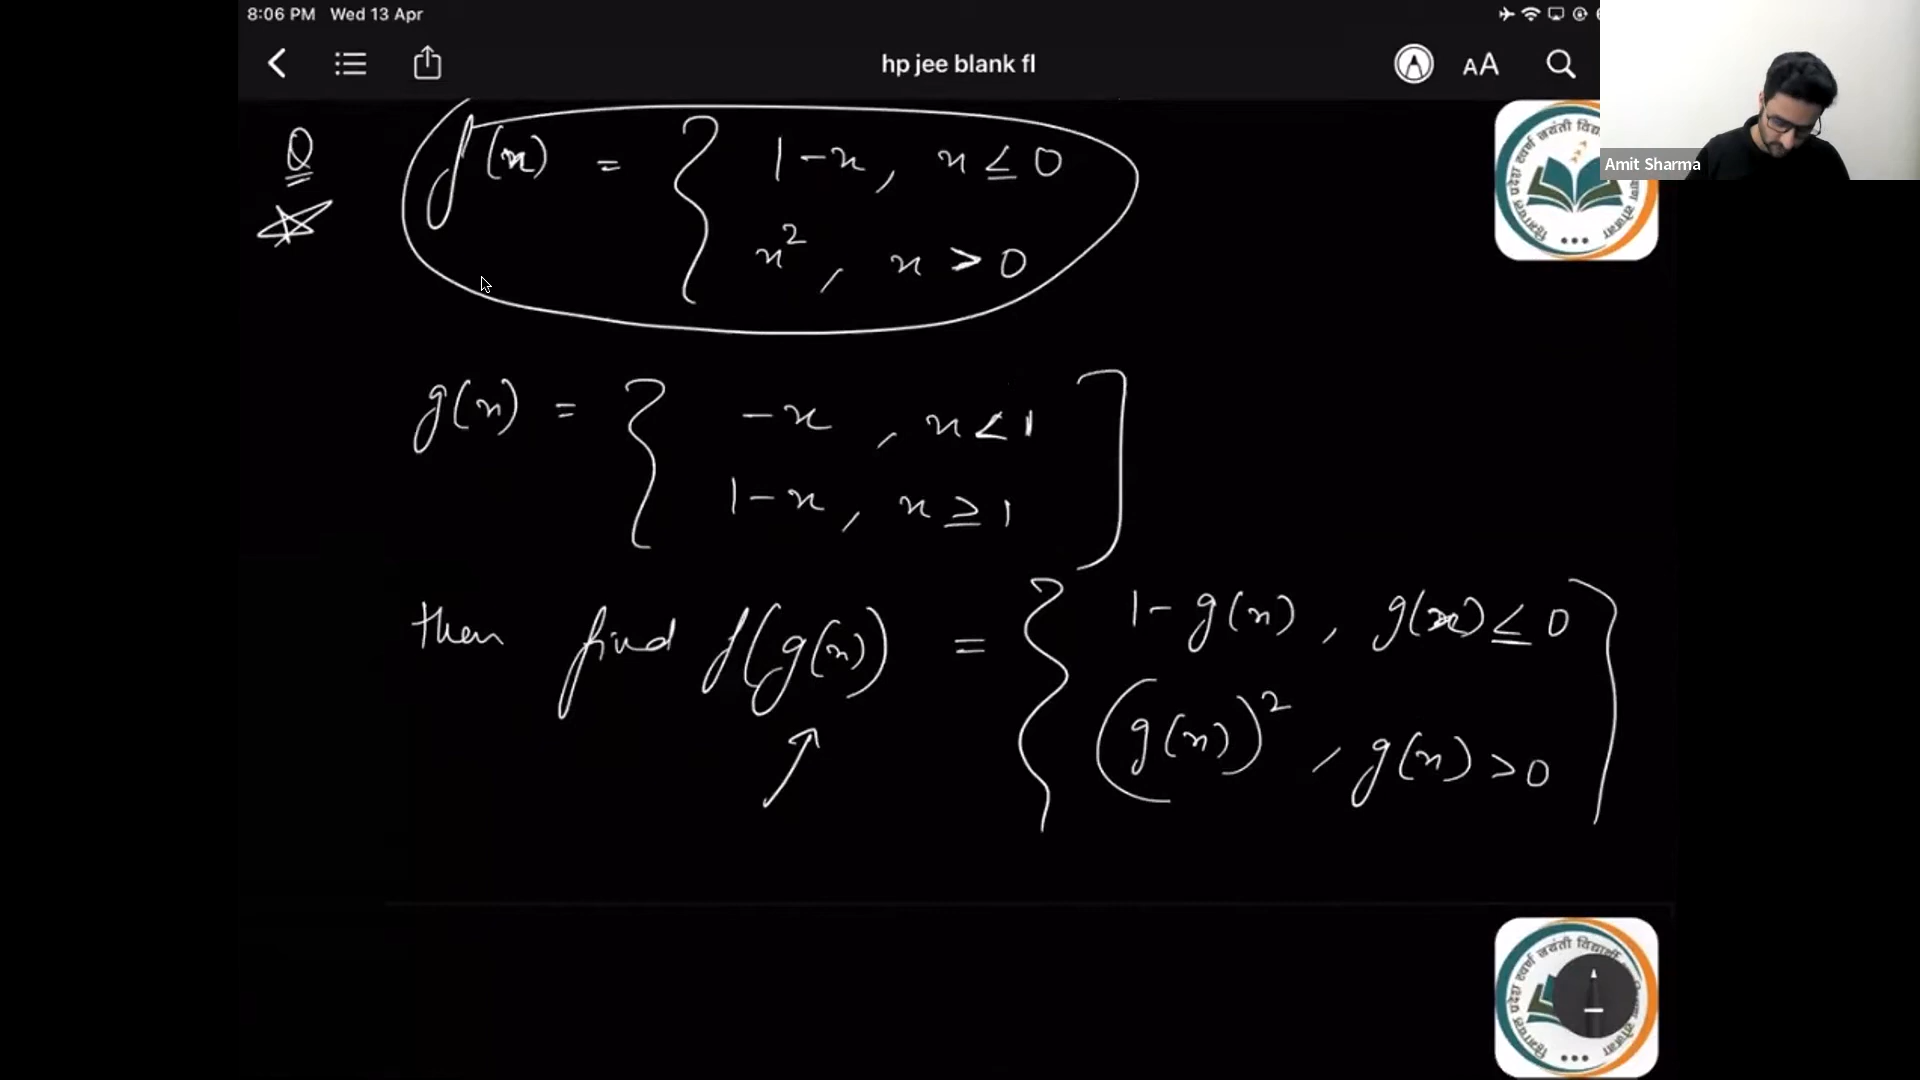 8:06 PM Wed 13 Apr
hp jee blank fl
AA
Amit Sharma
Q f(x) = { 1-x, x ≤ 0
x², x > 0
g(x) = { -x, x < 1
1-x, x ≥ 1
then find f(g(x)) = { 1-g(x), g(x) ≤ 0
(g(x))², g(x) > 0